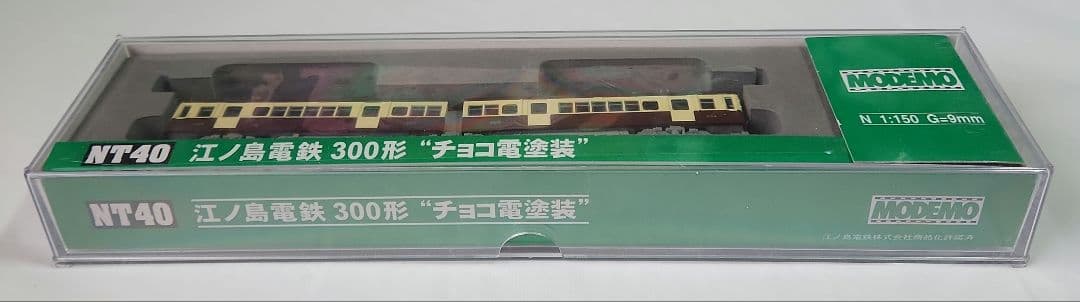 MODEMO
N 1:150 G=9mm
NT40 江ノ島電鉄 300形 “チョコ電塗装”
NT40 江ノ島電鉄 300形 “チョコ電塗装”
MODEMO
江ノ島電鉄株式会社商品化許諾済